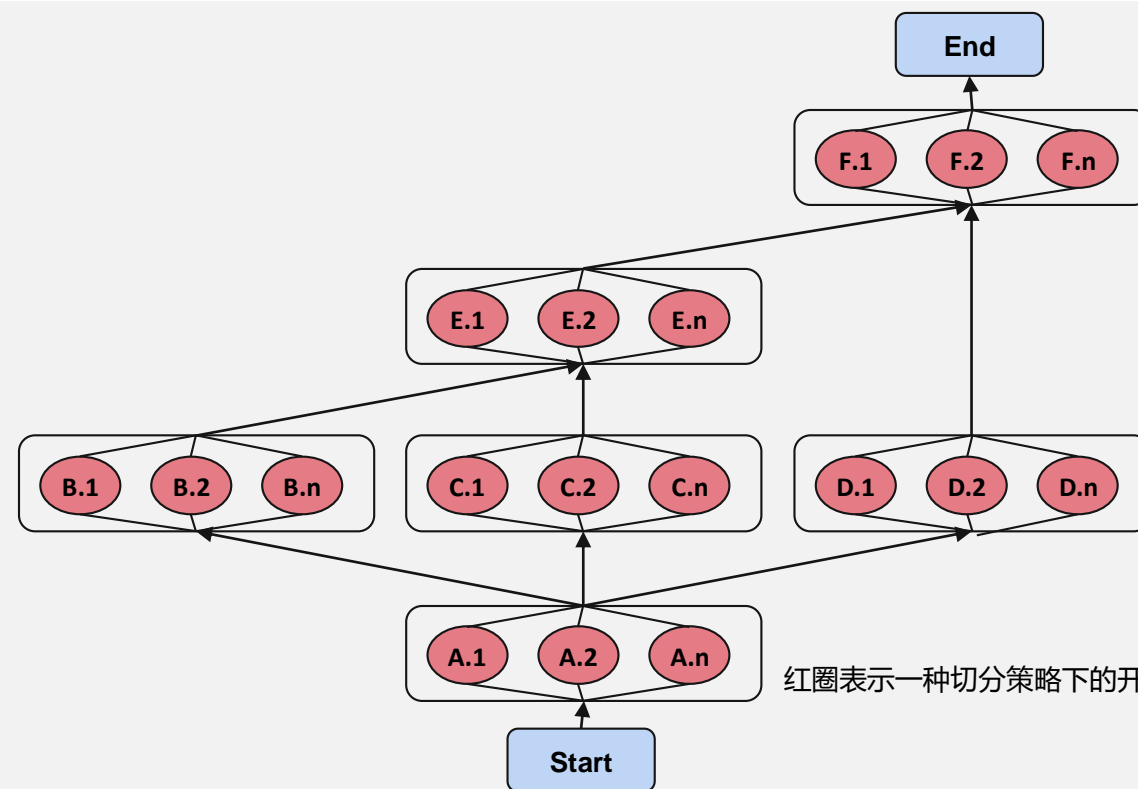 End
F.1 F.2 F.n
E.1 E.2 E.n
B.1 B.2 B.n C.1 C.2 C.n D.1 D.2 D.n
A.1 A.2 A.n
红圈表示一种切分策略下的开
Start